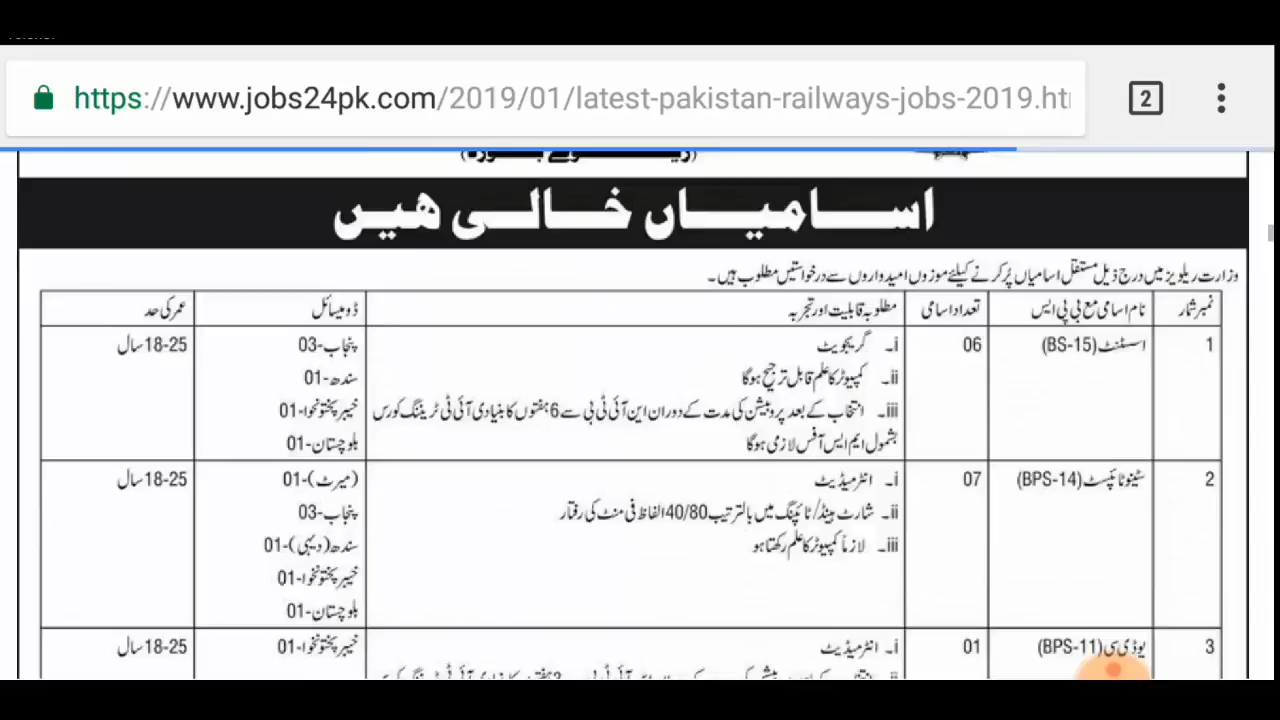 https://www.jobs24pk.com/2019/01/latest-pakistan-railways-jobs-2019.ht
2
اسامیاں خالی ھیں
وزارت ریلویز میں درج ذیل مستقل اسامیاں پُر کرنے کیلئے موزوں امیدواروں سے درخواستیں مطلوب ہیں۔
نمبر شمار نام اسامی مع بی پی ایس تعداد اسامی مطلوبہ قابلیت اور تجربہ ڈومیسائل عمر کی حد
1 اسسٹنٹ (BS-15) 06 i۔ گریجویٹ پنجاب-03 18-25 سال
ii۔ کمپیوٹر کا علم قابل ترجیح ہوگا سندھ-01
iii۔ انتخاب کے بعد پروبیشن کی مدت کے دوران این آئی ٹی بی سے 6 ہفتوں کا بنیادی آئی ٹی ٹریننگ کورس خیبر پختونخوا-01
بشمول ایم ایس آفس لازمی ہوگا بلوچستان-01
2 سٹینو ٹائپسٹ (BPS-14) 07 i۔ انٹرمیڈیٹ (میرٹ)-01 18-25 سال
ii۔ شارٹ ہینڈ/ٹائپنگ میں بالترتیب 40/80 الفاظ فی منٹ کی رفتار پنجاب-03
iii۔ لازماً کمپیوٹر کا علم رکھتا ہو سندھ (دیہی)-01
خیبر پختونخوا-01
بلوچستان-01
3 یو ڈی سی (BPS-11) 01 i۔ انٹرمیڈیٹ خیبر پختونخوا-01 18-25 سال